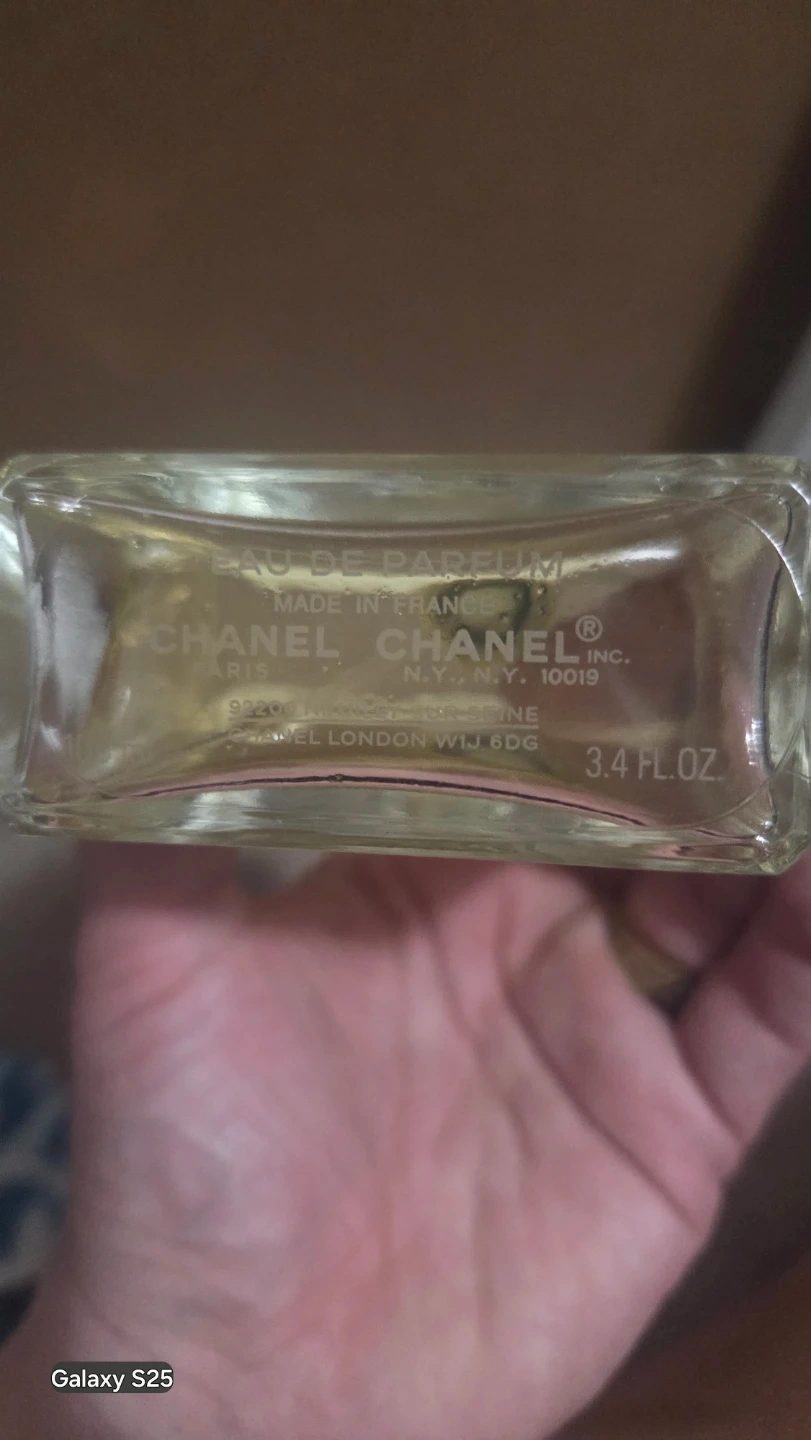 EAU DE PARFUM
MADE IN FRANCE
CHANEL CHANEL®INC.
PARIS N.Y., N.Y. 10019
92200 SUR SEINE
CHANEL LONDON W1J 6DG
3.4 FL.OZ.
Galaxy S25